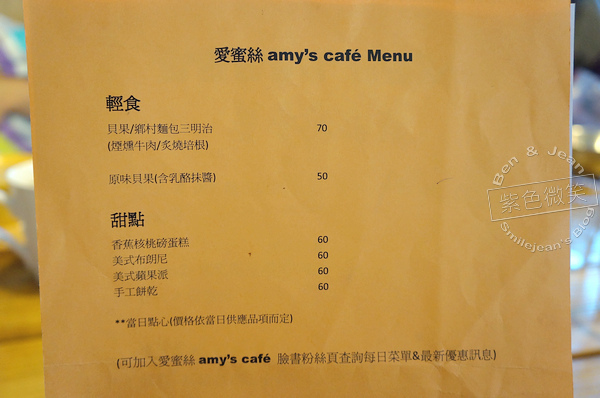 愛蜜絲 amy's café Menu
輕食
貝果/鄉村麵包三明治 70
(煙燻牛肉/炙燒培根)
原味貝果(含乳酪抹醬) 50
甜點
香蕉核桃磅蛋糕 60
美式布朗尼 60
美式蘋果派 60
手工餅乾 60
**當日點心(價格依當日供應品項而定)
(可加入愛蜜絲 amy's café 臉書粉絲頁查詢每日菜單&最新優惠訊息)
Ben & Jean
紫色微笑
Smilejean's Blog